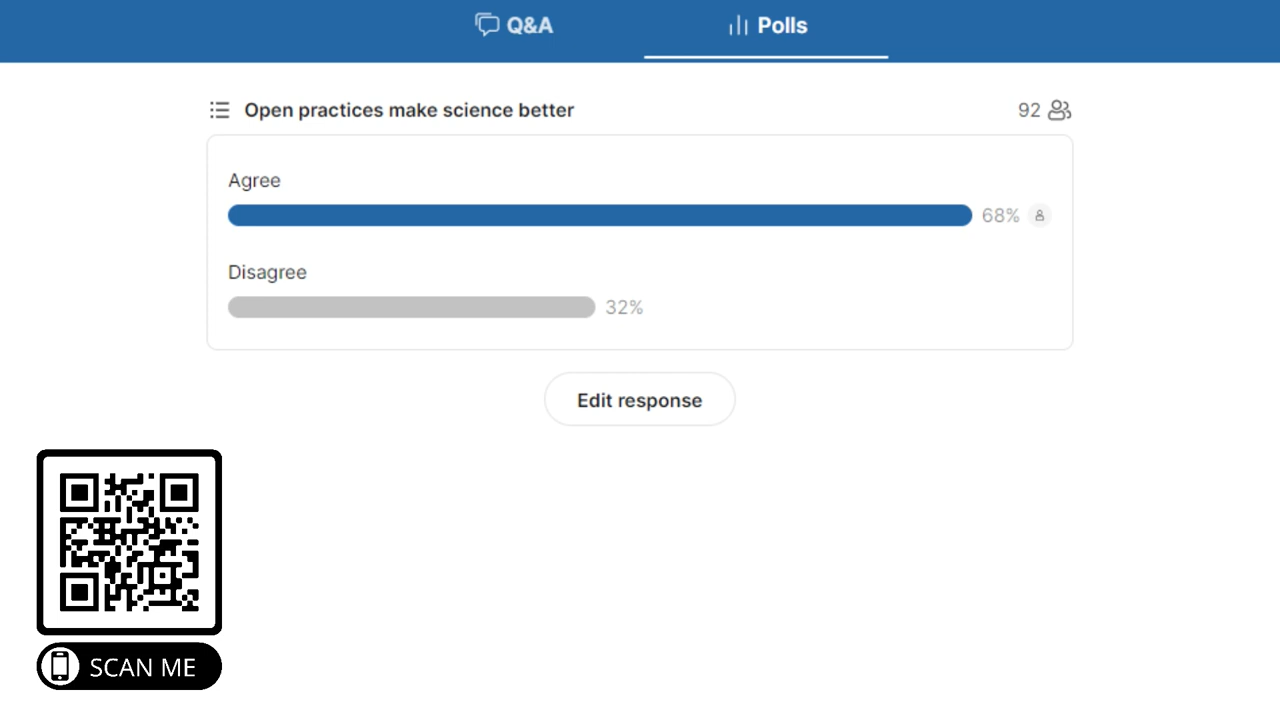 Q&A
Polls
Open practices make science better
92
Agree
68%
Disagree
32%
Edit response
SCAN ME